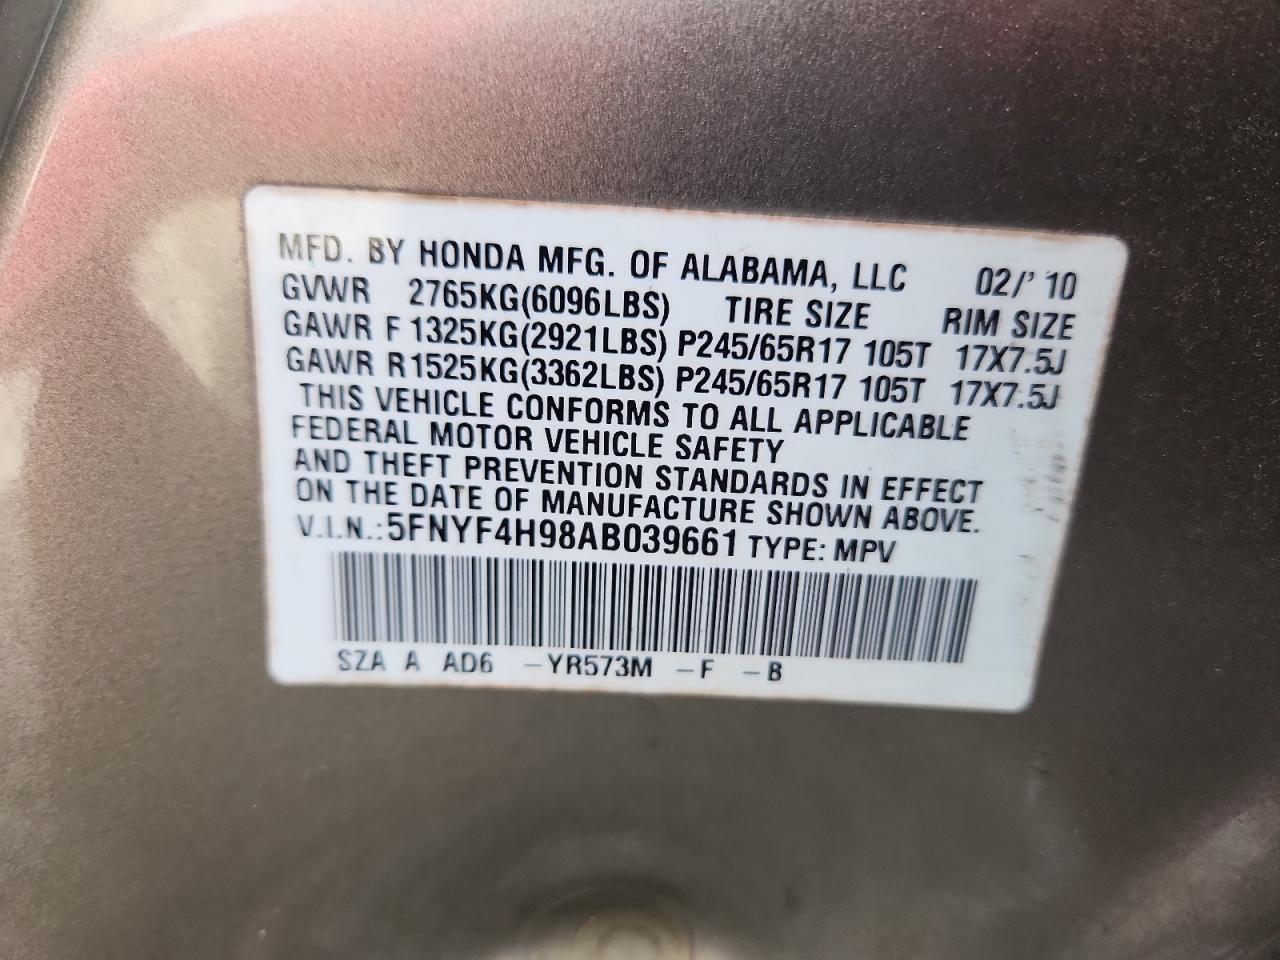 MFD. BY HONDA MFG. OF ALABAMA, LLC 02/'10
GVWR 2765KG(6096LBS) TIRE SIZE RIM SIZE
GAWR F 1325KG(2921LBS) P245/65R17 105T 17X7.5J
GAWR R 1525KG(3362LBS) P245/65R17 105T 17X7.5J
THIS VEHICLE CONFORMS TO ALL APPLICABLE
FEDERAL MOTOR VEHICLE SAFETY
AND THEFT PREVENTION STANDARDS IN EFFECT
ON THE DATE OF MANUFACTURE SHOWN ABOVE.
V.I.N.: 5FNYF4H98AB039661 TYPE: MPV
SZA A AD6 -YR573M -F -B